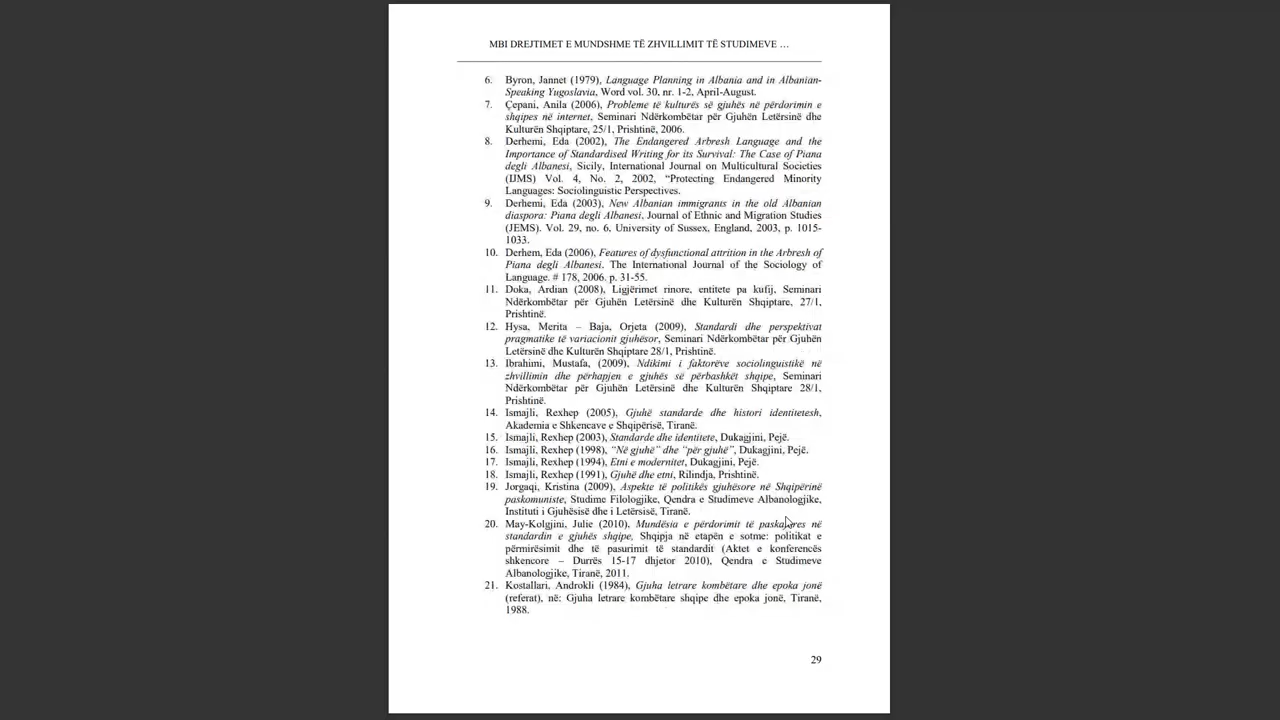 MBI DREJTIMET E MUNDSHME TË ZHVILLIMIT TË STUDIMEVE …
6. Byron, Jannet (1979), Language Planning in Albania and in Albanian-
Speaking Yugoslavia, Word vol. 30, nr. 1-2, April-August.
7. Çepani, Anila (2006), Probleme të kulturës së gjuhës në përdorimin e
shqipes në internet, Seminari Ndërkombëtar për Gjuhën Letërsinë dhe
Kulturën Shqiptare, 25/1, Prishtinë, 2006.
8. Derhemi, Eda (2002), The Endangered Arbresh Language and the
Importance of Standardised Writing for its Survival: The Case of Piana
degli Albanesi, Sicily, International Journal on Multicultural Societies
(IJMS) Vol. 4, No. 2, 2002, “Protecting Endangered Minority
Languages: Sociolinguistic Perspectives.
9. Derhemi, Eda (2003), New Albanian immigrants in the old Albanian
diaspora: Piana degli Albanesi, Journal of Ethnic and Migration Studies
(JEMS). Vol. 29, no. 6, University of Sussex, England, 2003, p. 1015-
1033.
10. Derhem, Eda (2006), Features of dysfunctional attrition in the Arbresh of
Piana degli Albanesi. The International Journal of the Sociology of
Language. # 178, 2006. p. 31-55.
11. Doka, Ardian (2008), Ligjërimet rinore, entitete pa kufij, Seminari
Ndërkombëtar për Gjuhën Letërsinë dhe Kulturën Shqiptare, 27/1,
Prishtinë.
12. Hysa, Merita – Baja, Orjeta (2009), Standardi dhe perspektivat
pragmatike të variacionit gjuhësor, Seminari Ndërkombëtar për Gjuhën
Letërsinë dhe Kulturën Shqiptare 28/1, Prishtinë.
13. Ibrahimi, Mustafa, (2009), Ndikimi i faktorëve sociolinguistikë në
zhvillimin dhe përhapjen e gjuhës së përbashkët shqipe, Seminari
Ndërkombëtar për Gjuhën Letërsinë dhe Kulturën Shqiptare 28/1,
Prishtinë.
14. Ismajli, Rexhep (2005), Gjuhë standarde dhe histori identitetesh,
Akademia e Shkencave e Shqipërisë, Tiranë.
15. Ismajli, Rexhep (2003), Standarde dhe identitete, Dukagjini, Pejë.
16. Ismajli, Rexhep (1998), “Në gjuhë” dhe “për gjuhë”, Dukagjini, Pejë.
17. Ismajli, Rexhep (1994), Etni e modernitet, Dukagjini, Pejë.
18. Ismajli, Rexhep (1991), Gjuhë dhe etni, Rilindja, Prishtinë.
19. Jorgaqi, Kristina (2009), Aspekte të politikës gjuhësore në Shqipërinë
paskomuniste, Studime Filologjike, Qendra e Studimeve Albanologjike,
Instituti i Gjuhësisë dhe i Letërsisë, Tiranë.
20. May-Kolgjini, Julie (2010), Mundësia e përdorimit të paskajores në
standardin e gjuhës shqipe, Shqipja në etapën e sotme: politikat e
përmirësimit dhe të pasurimit të standardit (Aktet e konferencës
shkencore – Durrës 15-17 dhjetor 2010), Qendra e Studimeve
Albanologjike, Tiranë, 2011.
21. Kostallari, Androkli (1984), Gjuha letrare kombëtare dhe epoka jonë
(referat), në: Gjuha letrare kombëtare shqipe dhe epoka jonë, Tiranë,
1988.
29